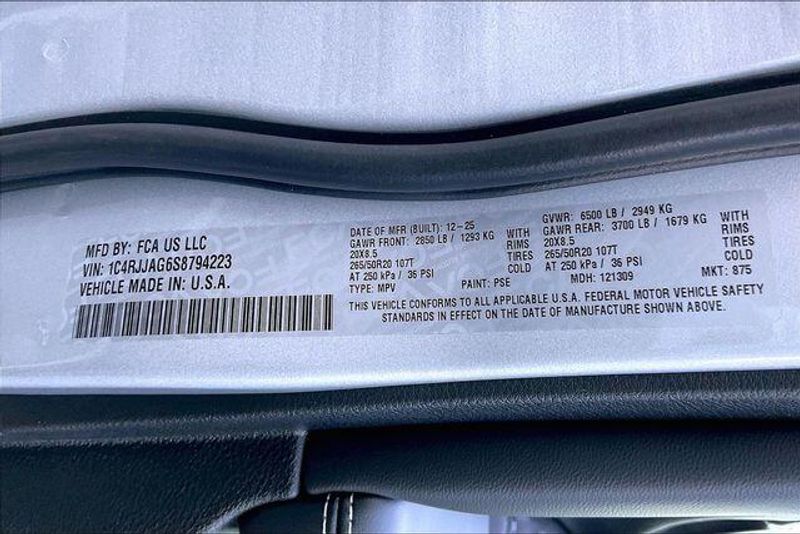 MFD BY: FCA US LLC
VIN: 1C4RJJAG6S8794223
VEHICLE MADE IN: U.S.A.
DATE OF MFR (BUILT): 12-25
GAWR FRONT: 2850 LB / 1293 KG WITH
20X8.5 RIMS
265/50R20 107T TIRES
AT 250 kPa / 36 PSI COLD
TYPE: MPV PAINT: PSE
GVWR: 6500 LB / 2949 KG
GAWR REAR: 3700 LB / 1679 KG WITH
20X8.5 RIMS
265/50R20 107T TIRES
AT 250 kPa / 36 PSI COLD
MDH: 121309 MKT: 875
THIS VEHICLE CONFORMS TO ALL APPLICABLE U.S.A. FEDERAL MOTOR VEHICLE SAFETY
STANDARDS IN EFFECT ON THE DATE OF MANUFACTURE SHOWN ABOVE.